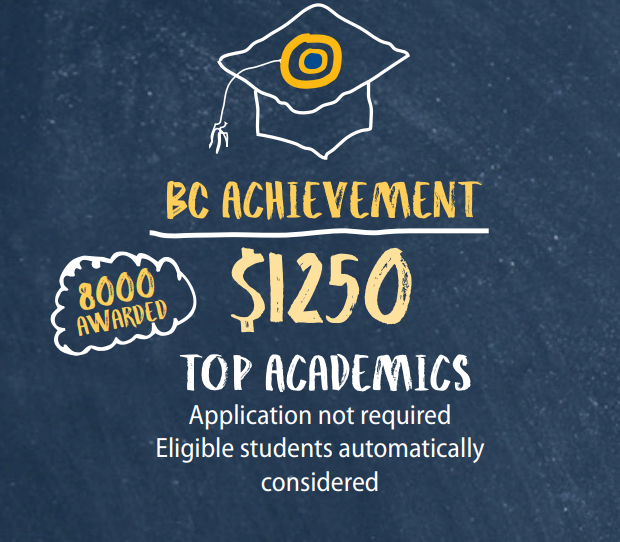 BC ACHIEVEMENT
$1250
8000
AWARDED
TOP ACADEMICS
Application not required
Eligible students automatically
considered